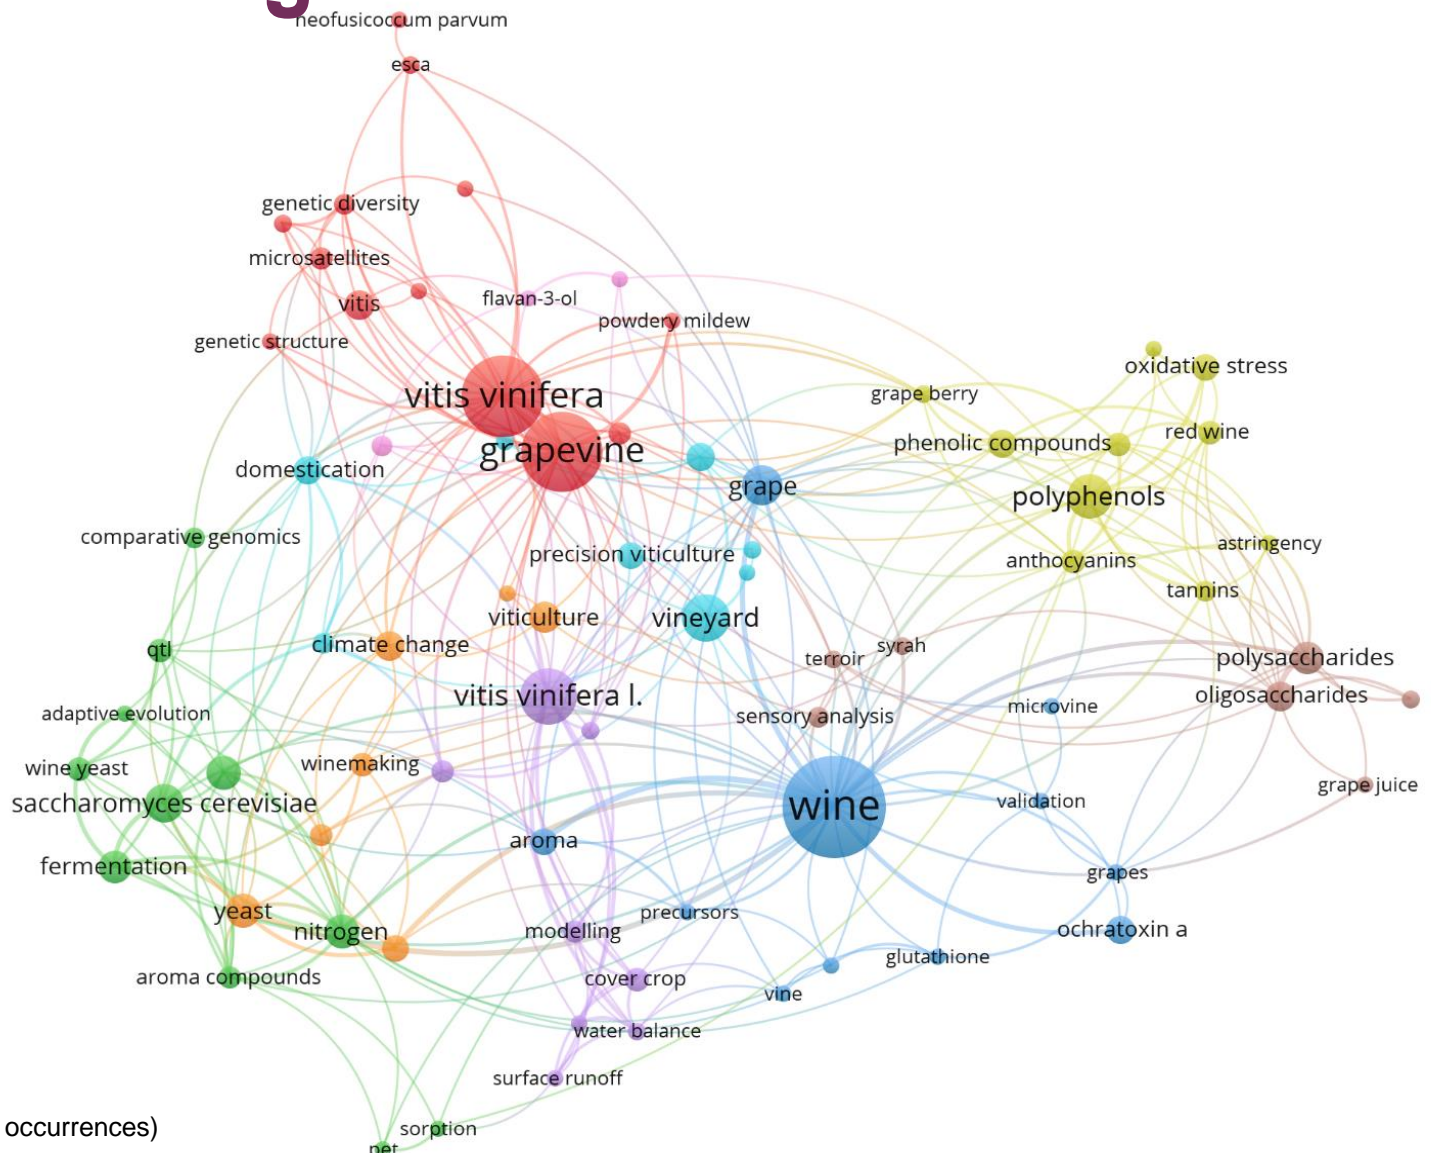 neofusicoccum parvum
esca
genetic diversity
microsatellites
flavan-3-ol
vitis
powdery mildew
genetic structure
oxidative stress
vitis vinifera
grape berry
red wine
phenolic compounds
grapevine
domestication
grape
polyphenols
comparative genomics
astringency
precision viticulture
anthocyanins
tannins
viticulture
vineyard
climate change
syrah
qtl
terroir
polysaccharides
vitis vinifera l.
oligosaccharides
microvine
adaptive evolution
sensory analysis
winemaking
wine yeast
grape juice
validation
saccharomyces cerevisiae
wine
aroma
fermentation
grapes
yeast
precursors
nitrogen
modelling
ochratoxin a
glutathione
aroma compounds
cover crop
vine
water balance
surface runoff
occurrences)
sorption
pet